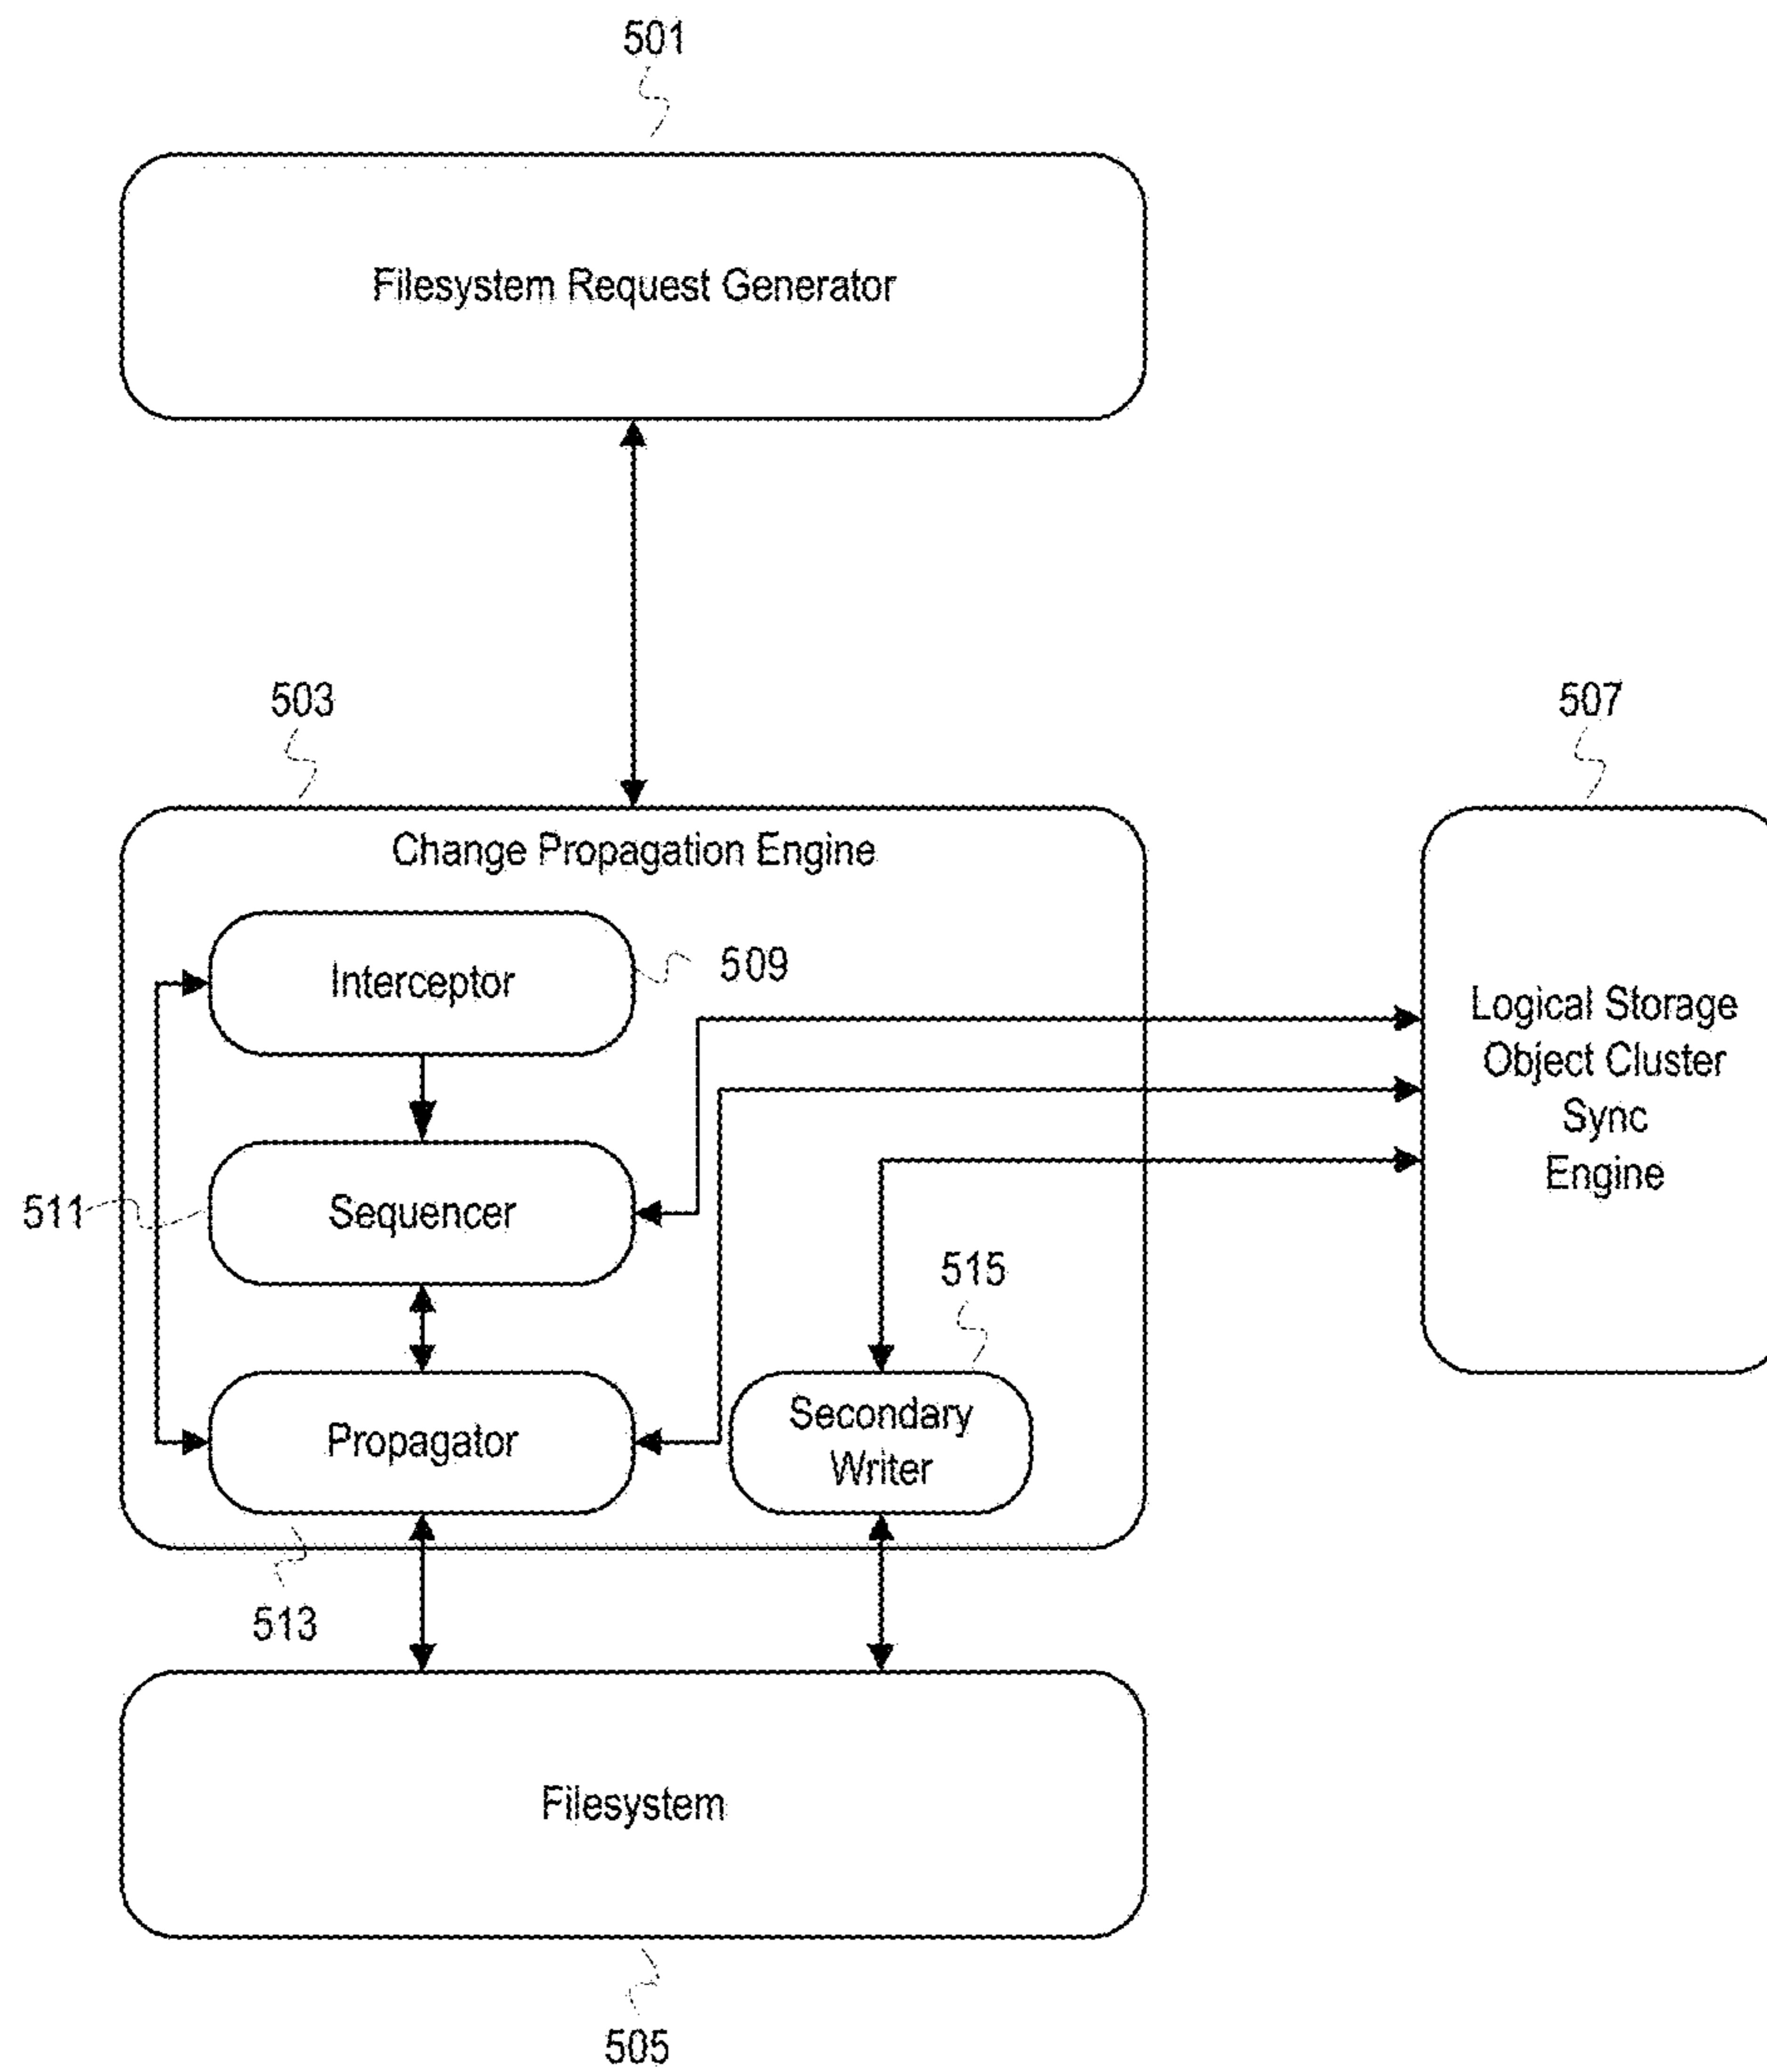 501
Filesystem Request Generator
503
507
Change Propagation Engine
Interceptor
509
Logical Storage
Object Cluster
Sync
Engine
511
Sequencer
515
Propagator
Secondary
Writer
513
Filesystem
505